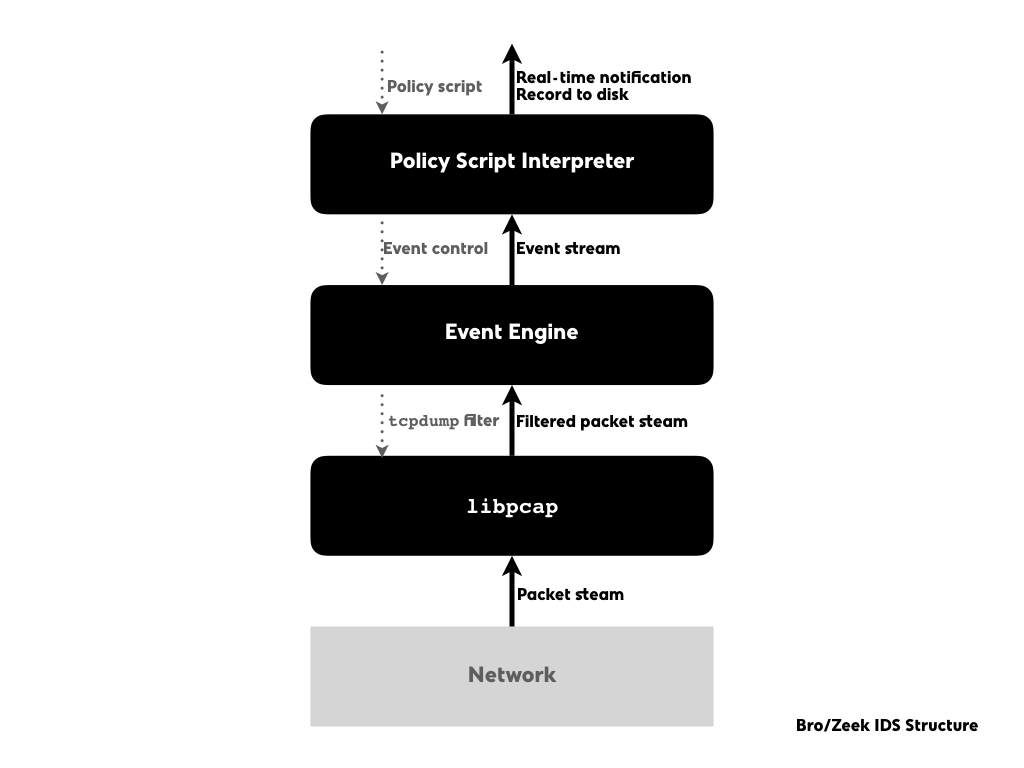 Policy script
Real-time notification
Record to disk
Policy Script Interpreter
Event control
Event stream
Event Engine
tcpdump filter
Filtered packet steam
libpcap
Packet steam
Network
Bro/Zeek IDS Structure